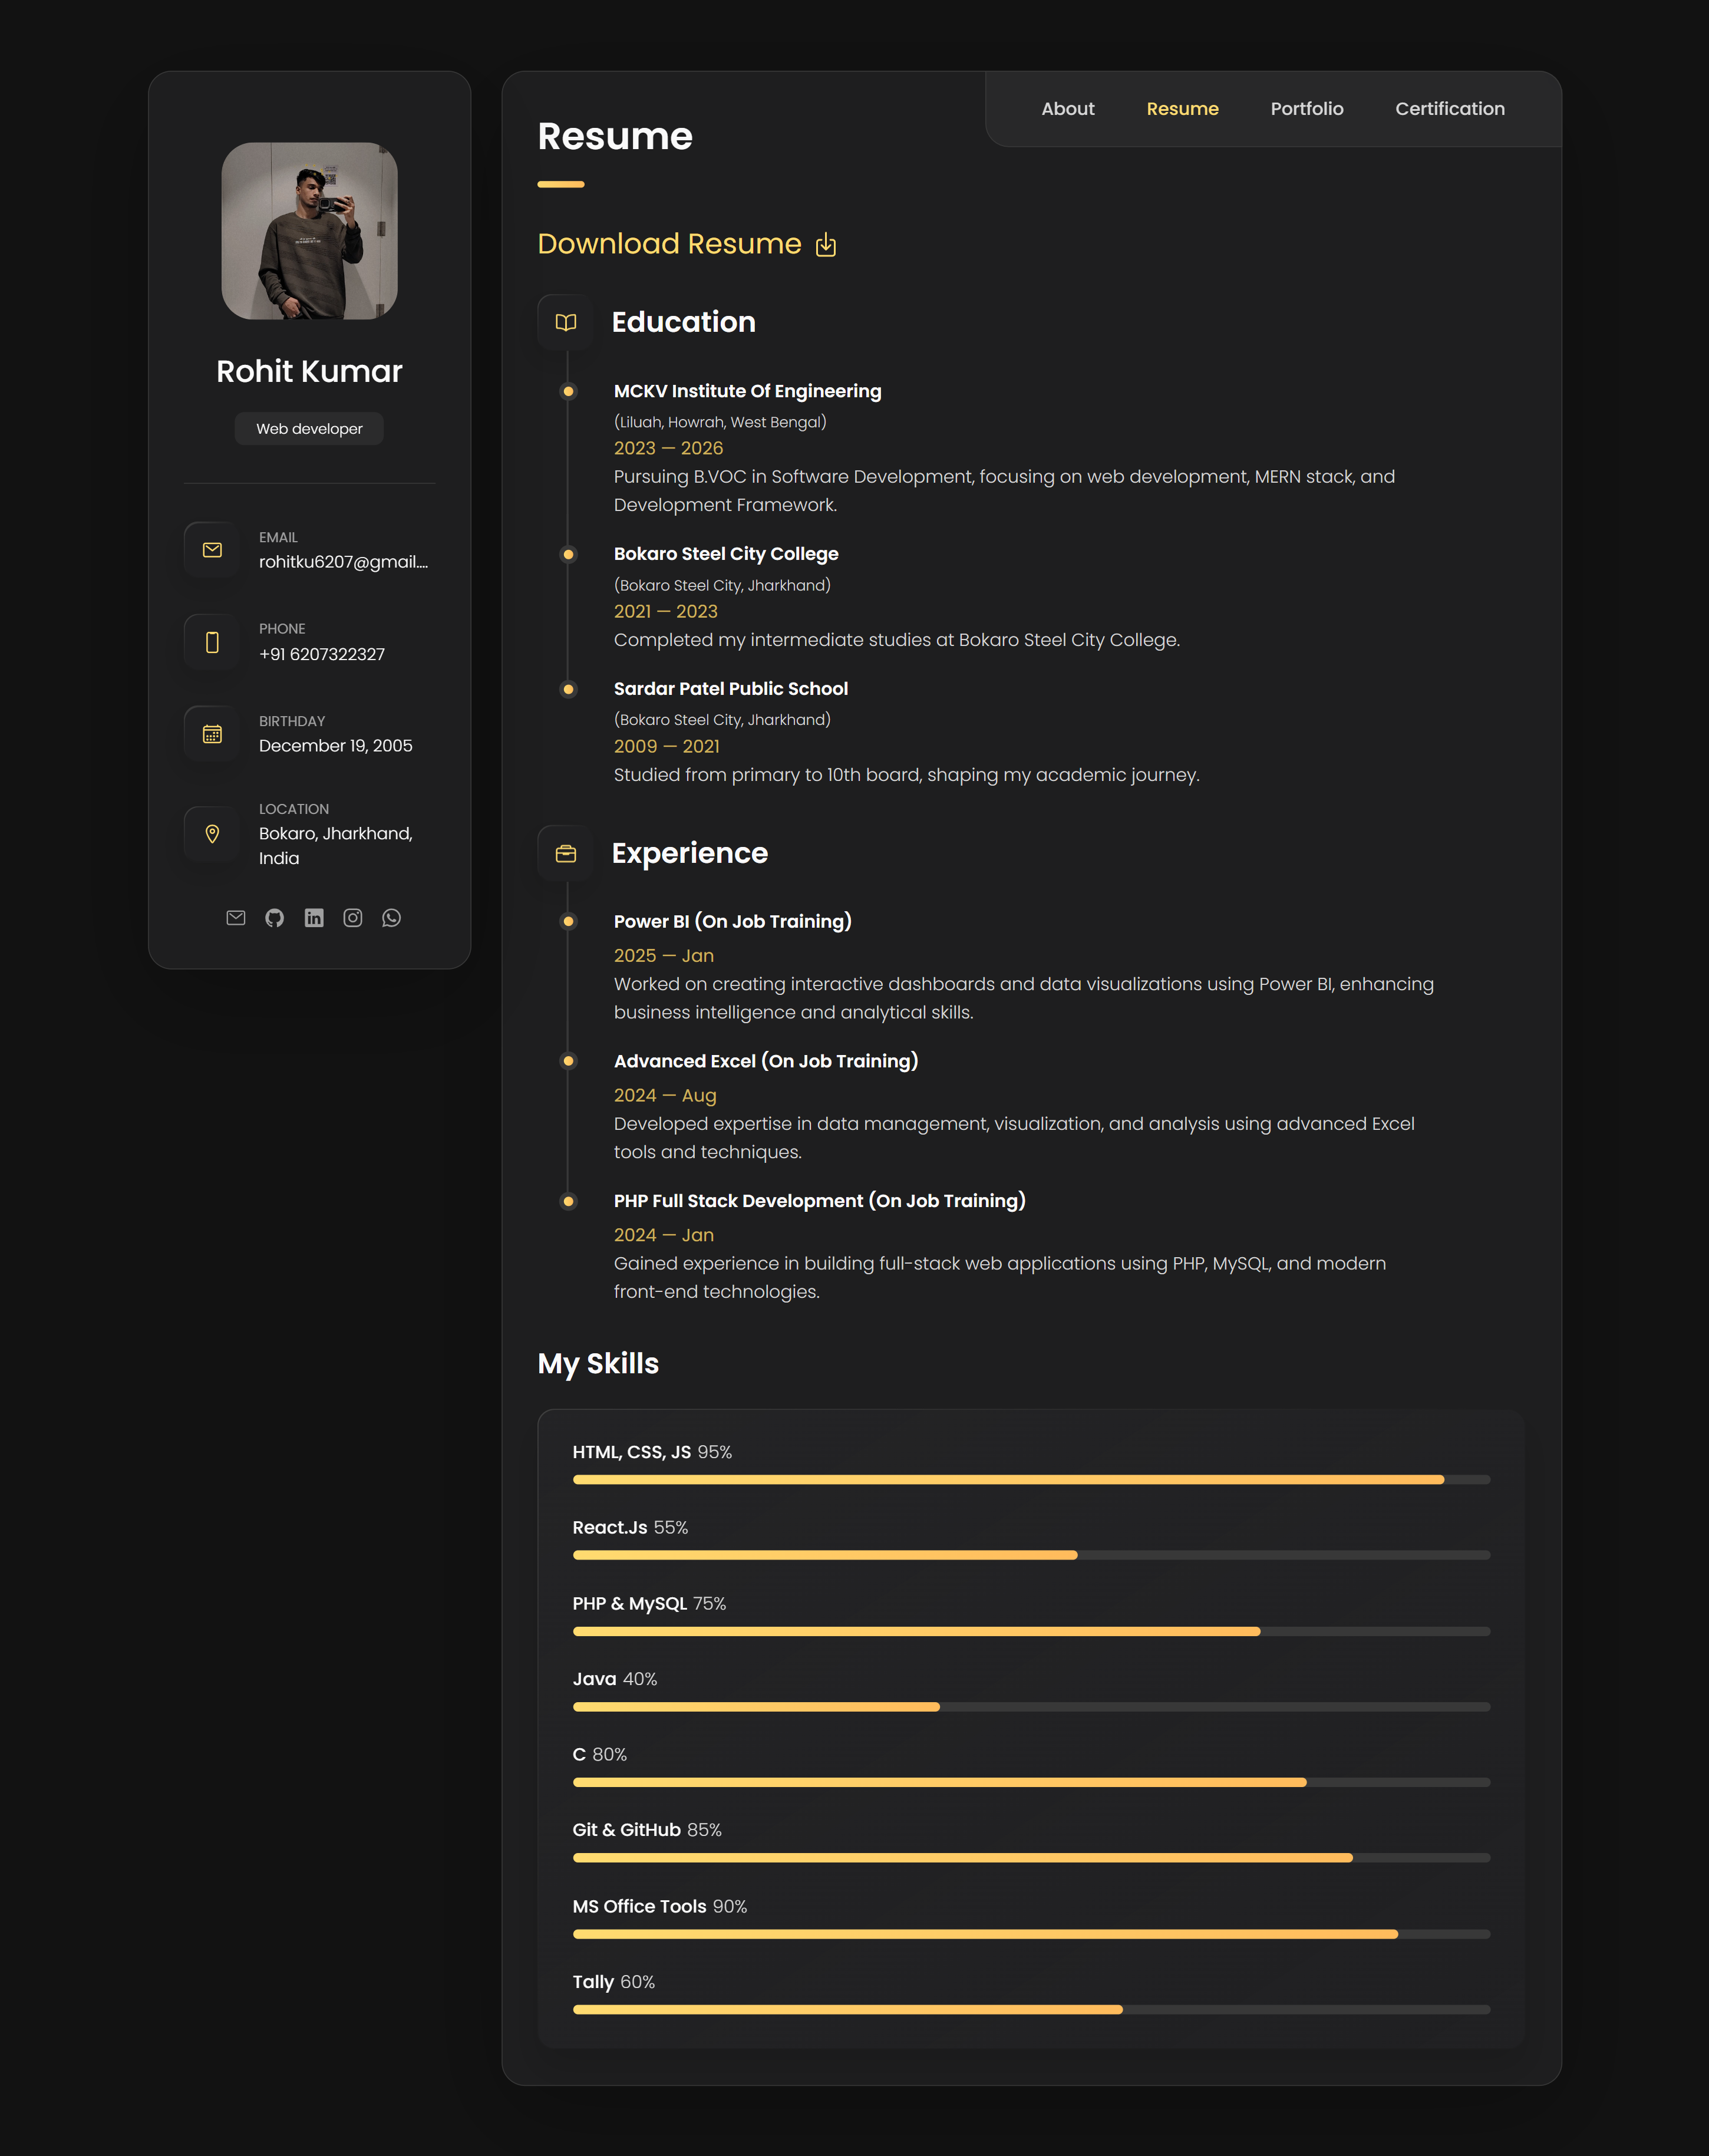 Rohit Kumar
Web developer
EMAIL
rohitku6207@gmail....
PHONE
+91 6207322327
BIRTHDAY
December 19, 2005
LOCATION
Bokaro, Jharkhand,
India
About Resume Portfolio Certification
Resume
Download Resume
Education
MCKV Institute Of Engineering
(Liluah, Howrah, West Bengal)
2023 — 2026
Pursuing B.VOC in Software Development, focusing on web development, MERN stack, and
Development Framework.
Bokaro Steel City College
(Bokaro Steel City, Jharkhand)
2021 — 2023
Completed my intermediate studies at Bokaro Steel City College.
Sardar Patel Public School
(Bokaro Steel City, Jharkhand)
2009 — 2021
Studied from primary to 10th board, shaping my academic journey.
Experience
Power BI (On Job Training)
2025 — Jan
Worked on creating interactive dashboards and data visualizations using Power BI, enhancing
business intelligence and analytical skills.
Advanced Excel (On Job Training)
2024 — Aug
Developed expertise in data management, visualization, and analysis using advanced Excel
tools and techniques.
PHP Full Stack Development (On Job Training)
2024 — Jan
Gained experience in building full-stack web applications using PHP, MySQL, and modern
front-end technologies.
My Skills
HTML, CSS, JS 95%
React.Js 55%
PHP & MySQL 75%
Java 40%
C 80%
Git & GitHub 85%
MS Office Tools 90%
Tally 60%